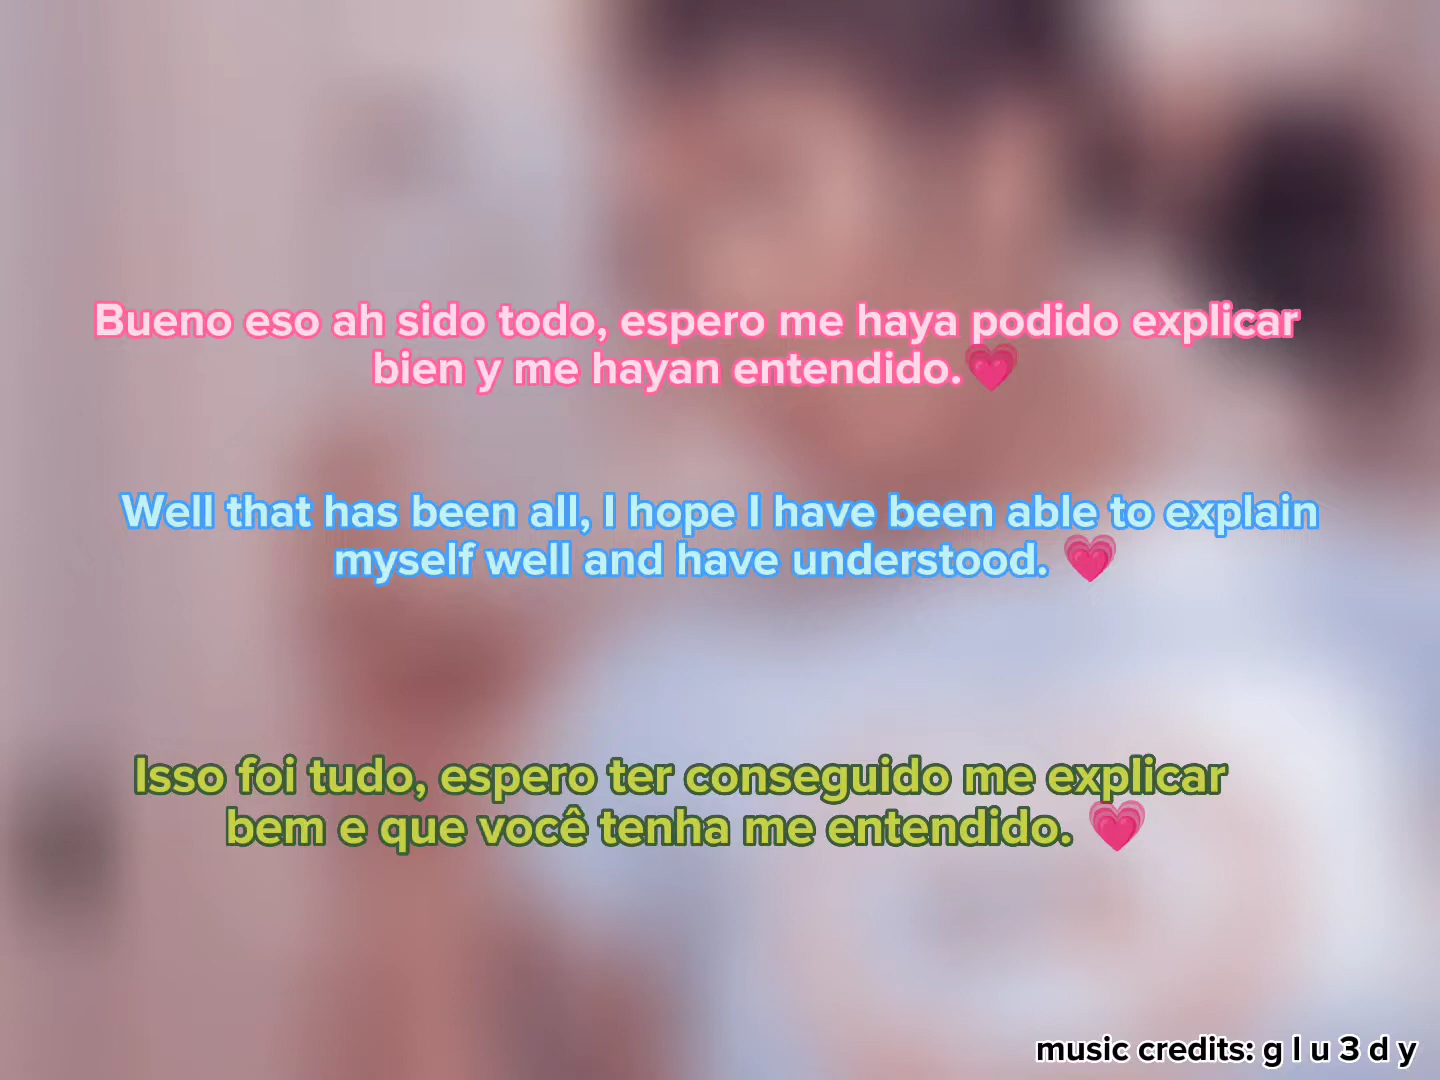 Bueno eso ah sido todo, espero me haya podido explicar
bien y me hayan entendido.💗
Well that has been all, I hope I have been able to explain
myself well and have understood. 💗
Isso foi tudo, espero ter conseguido me explicar
bem e que você tenha me entendido. 💗
music credits: g l u 3 d y